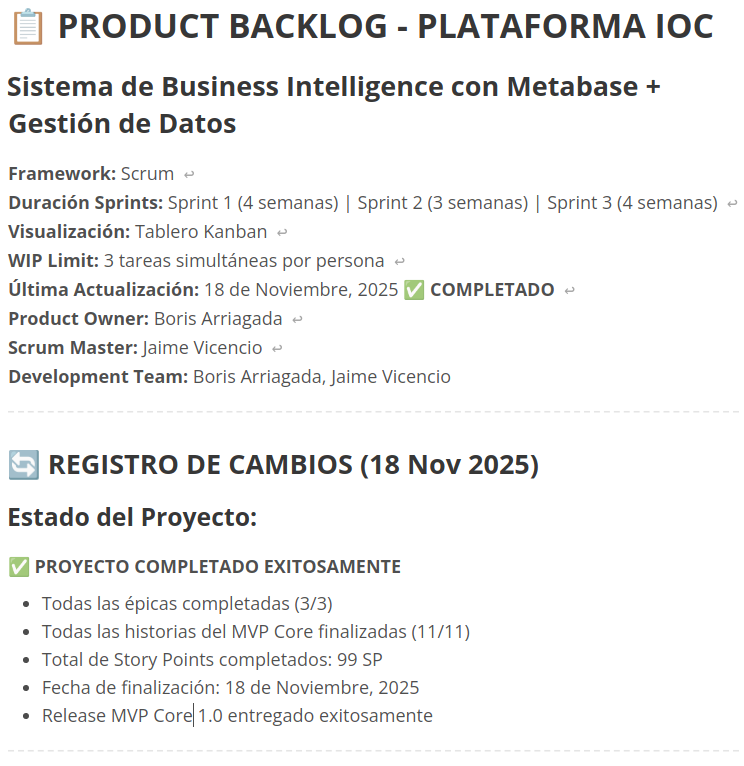 📋 PRODUCT BACKLOG - PLATAFORMA IOC
Sistema de Business Intelligence con Metabase +
Gestión de Datos
Framework: Scrum ↩
Duración Sprints: Sprint 1 (4 semanas) | Sprint 2 (3 semanas) | Sprint 3 (4 semanas) ↩
Visualización: Tablero Kanban ↩
WIP Limit: 3 tareas simultáneas por persona ↩
Última Actualización: 18 de Noviembre, 2025 ✅ COMPLETADO ↩
Product Owner: Boris Arriagada ↩
Scrum Master: Jaime Vicencio ↩
Development Team: Boris Arriagada, Jaime Vicencio
🔄 REGISTRO DE CAMBIOS (18 Nov 2025)
Estado del Proyecto:
✅ PROYECTO COMPLETADO EXITOSAMENTE
• Todas las épicas completadas (3/3)
• Todas las historias del MVP Core finalizadas (11/11)
• Total de Story Points completados: 99 SP
• Fecha de finalización: 18 de Noviembre, 2025
• Release MVP Core 1.0 entregado exitosamente